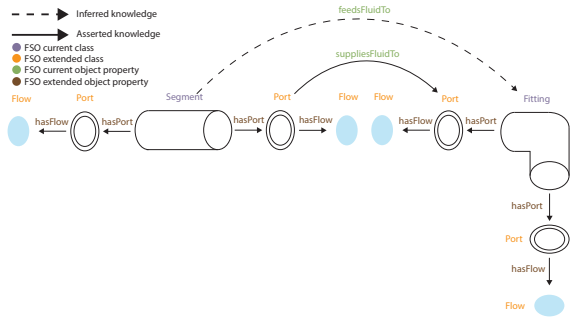 Inferred knowledge
Asserted knowledge
FSO current class
FSO extended class
FSO current object property
FSO extended object property
feedsFluidTo
suppliesFluidTo
Flow
Port
Segment
Port
Flow
Flow
Port
Fitting
hasFlow
hasPort
hasPort
hasFlow
hasFlow
hasPort
hasPort
Port
hasFlow
Flow